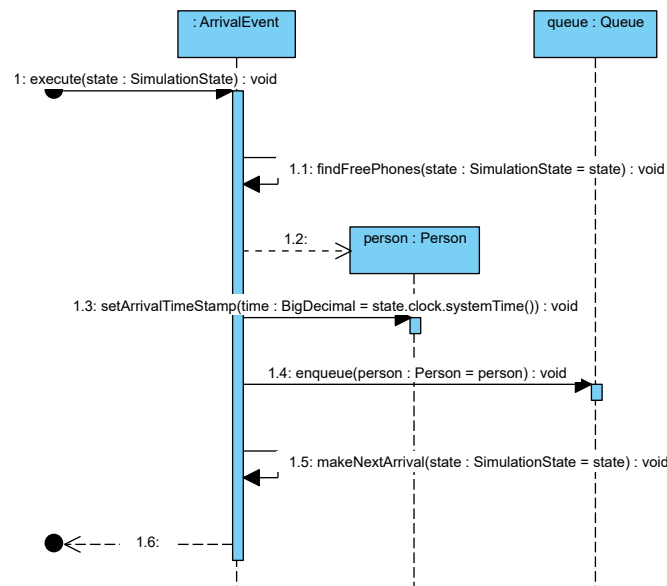 : ArrivalEvent
queue : Queue
1: execute(state : SimulationState) : void
1.1: findFreePhones(state : SimulationState = state) : void
1.2:
person : Person
1.3: setArrivalTimeStamp(time : BigDecimal = state.clock.systemTime()) : void
1.4: enqueue(person : Person = person) : void
1.5: makeNextArrival(state : SimulationState = state) : void
1.6: